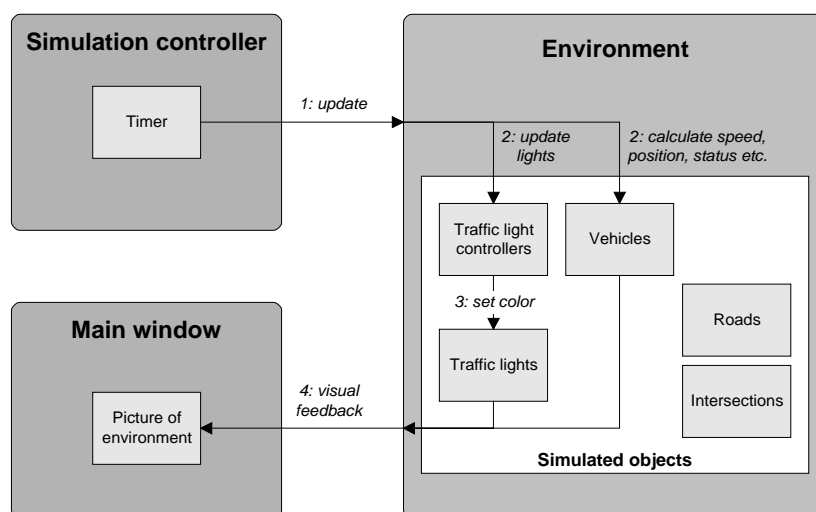 Simulation controller
Timer
1: update
Environment
2: update
lights
2: calculate speed,
position, status etc.
Traffic light
controllers
Vehicles
3: set color
Traffic lights
Roads
Intersections
Simulated objects
Main window
Picture of
environment
4: visual
feedback